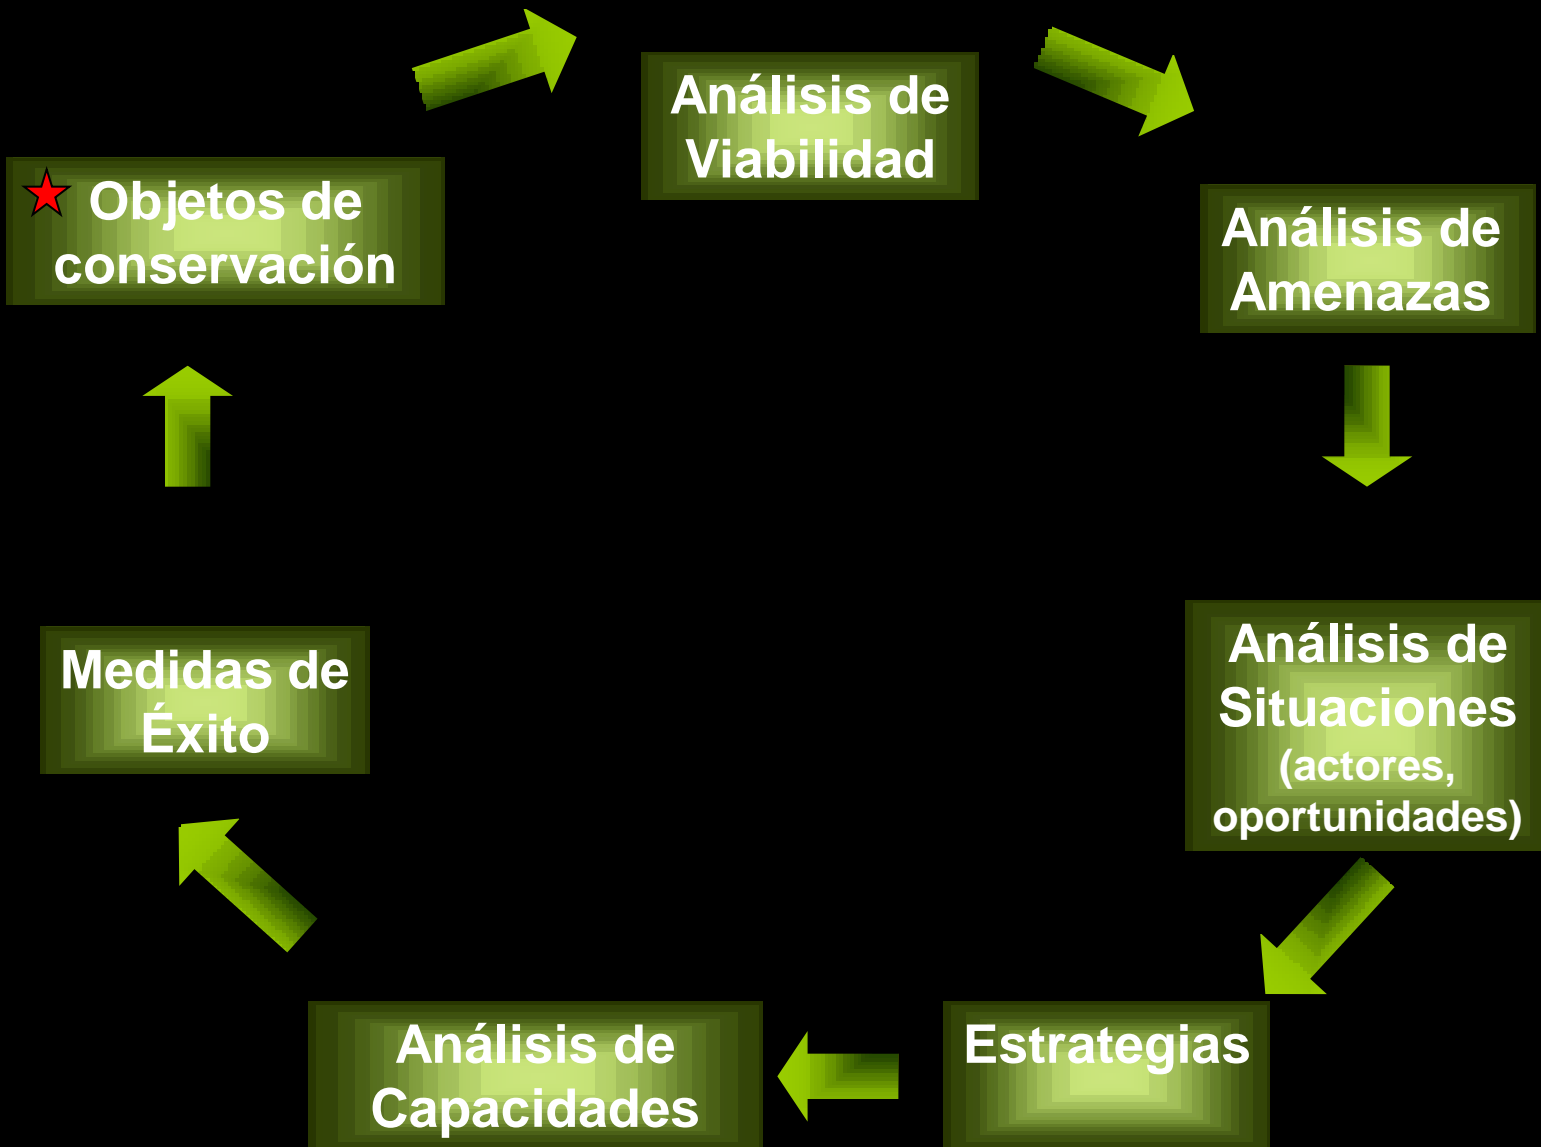 Análisis de
Viabilidad
Objetos de
conservación
Análisis de
Amenazas
Medidas de
Éxito
Análisis de
Situaciones
(actores,
oportunidades)
Análisis de
Capacidades
Estrategias